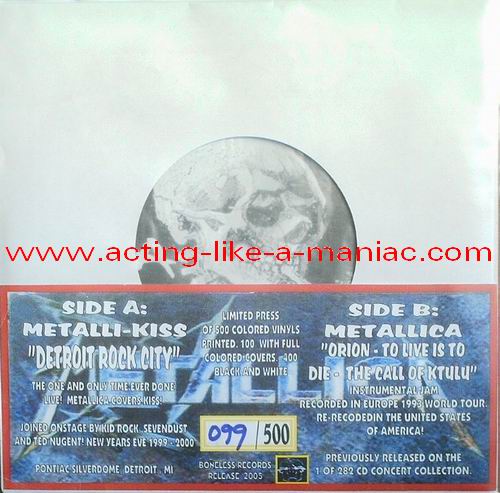 www.acting-like-a-maniac.com
SIDE A:
METALLI-KISS
"DETROIT ROCK CITY"
THE ONE AND ONLY TIME EVER DONE
LIVE! METALLICA COVERS KISS!
JOINED ONSTAGE BY KID ROCK, SEVENDUST
AND TED NUGENT! NEW YEARS EVE 1999 - 2000
PONTIAC SILVERDOME, DETROIT, MI
LIMITED PRESS
OF 500 COLORED VINYLS
PRINTED. 100 WITH FULL
COLORED COVERS. 400
BLACK AND WHITE
099/500
BONELESS RECORDS
RELEASE 2005
SIDE B:
METALLICA
"ORION - TO LIVE IS TO
DIE - THE CALL OF KTULU"
INSTRUMENTAL JAM
RECORDED IN EUROPE 1993 WORLD TOUR.
RE-RECODED IN THE UNITED STATES
OF AMERICA!
PREVIOUSLY RELEASED ON THE
1 OF 282 CD CONCERT COLLECTION.